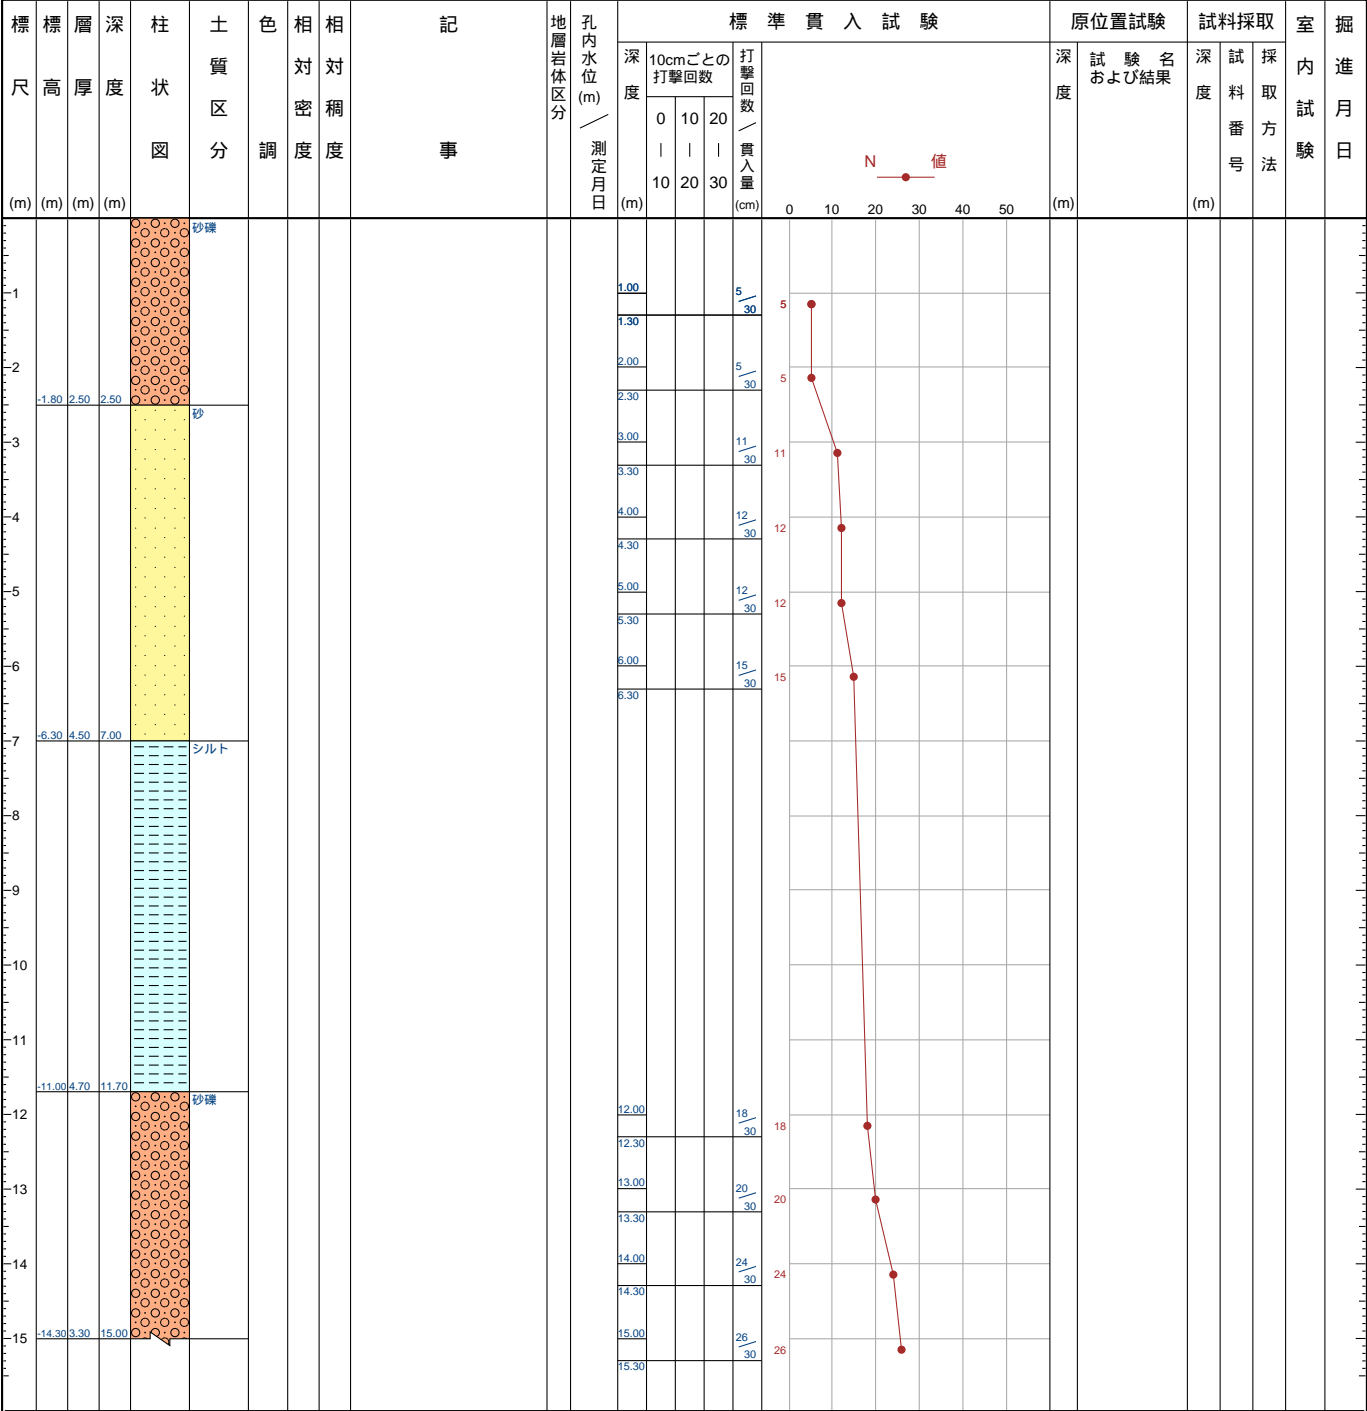 標尺 (m)
標高 (m)
層厚 (m)
深度 (m)
柱状図
土質区分
色調
相対密度
相対稠度
記事
地層岩体区分
孔内水位(m)／測定月日
標準貫入試験
深度 (m)
10cmごとの
打撃回数
0 10 20
| | |
10 20 30
打撃回数／貫入量 (cm)
N 値
0 10 20 30 40 50
原位置試験
深度 (m)
試験名
および結果
試料採取
深度 (m)
試料番号
採取方法
室内試験
掘進月日
砂礫
1
1.00 5/30 5
1.30
2
2.00 5/30 5
2.30
-1.80 2.50 2.50
砂
3
3.00 11/30 11
3.30
4
4.00 12/30 12
4.30
5
5.00 12/30 12
5.30
6
6.00 15/30 15
6.30
-6.30 4.50 7.00
7
シルト
8
9
10
11
-11.00 4.70 11.70
砂礫
12
12.00 18/30 18
12.30
13
13.00 20/30 20
13.30
14
14.00 24/30 24
14.30
-14.30 3.30 15.00
15
15.00 26/30 26
15.30